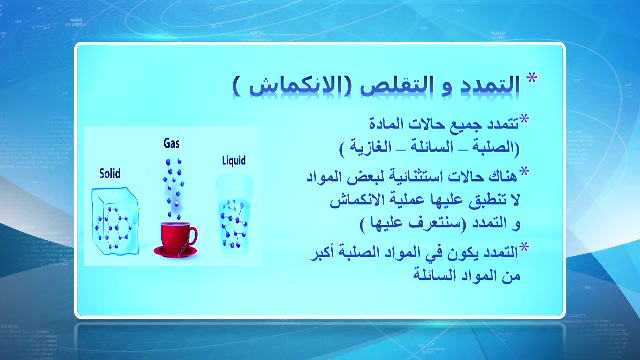 * التمدد و التقلص (الانكماش )
*تتمدد جميع حالات المادة
(الصلبة – السائلة – الغازية )
*هناك حالات استثنائية لبعض المواد
لا تنطبق عليها عملية الانكماش
و التمدد (سنتعرف عليها )
*التمدد يكون في المواد الصلبة أكبر
من المواد السائلة
Gas
Solid
Liquid